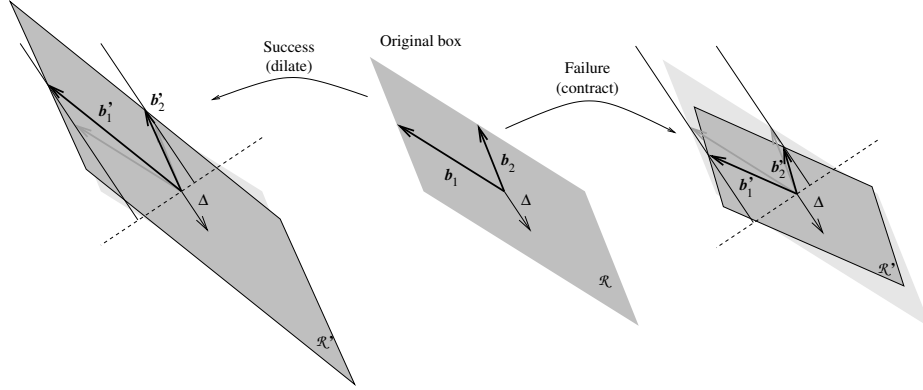 Original box
Success
(dilate)
Failure
(contract)
b'₁
b'₂
Δ
ℛ'
b₁
b₂
Δ
ℛ
b'₁
b'₂
Δ
ℛ'